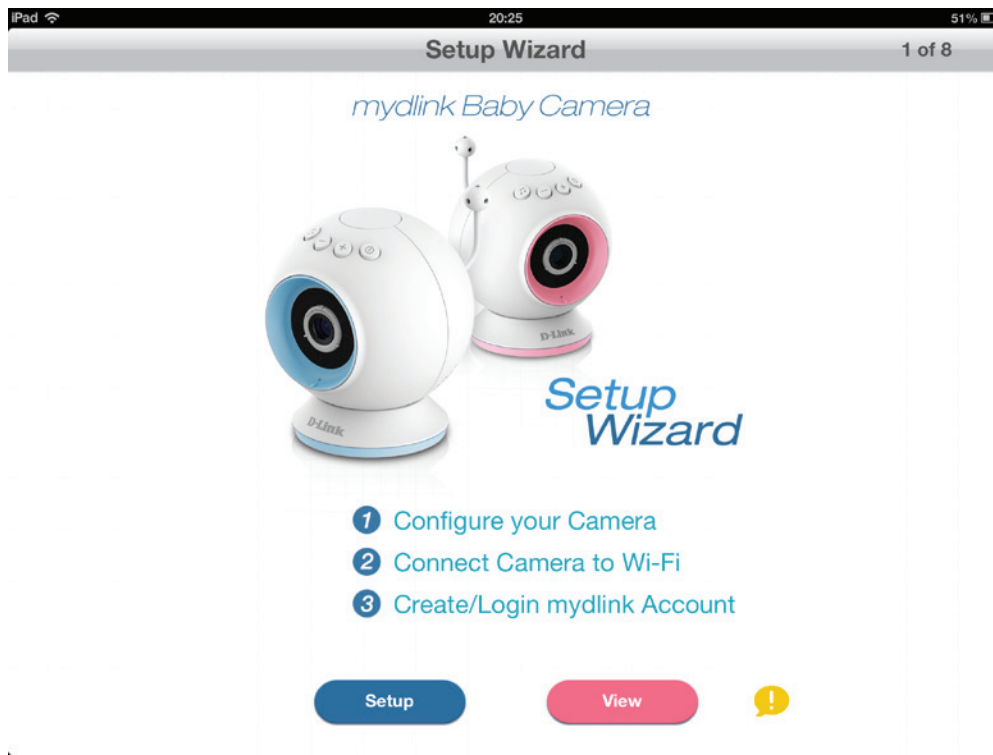 iPad 20:25 51%
Setup Wizard 1 of 8
mydlink Baby Camera
D-Link
D-Link
Setup
Wizard
1 Configure your Camera
2 Connect Camera to Wi-Fi
3 Create/Login mydlink Account
Setup View !